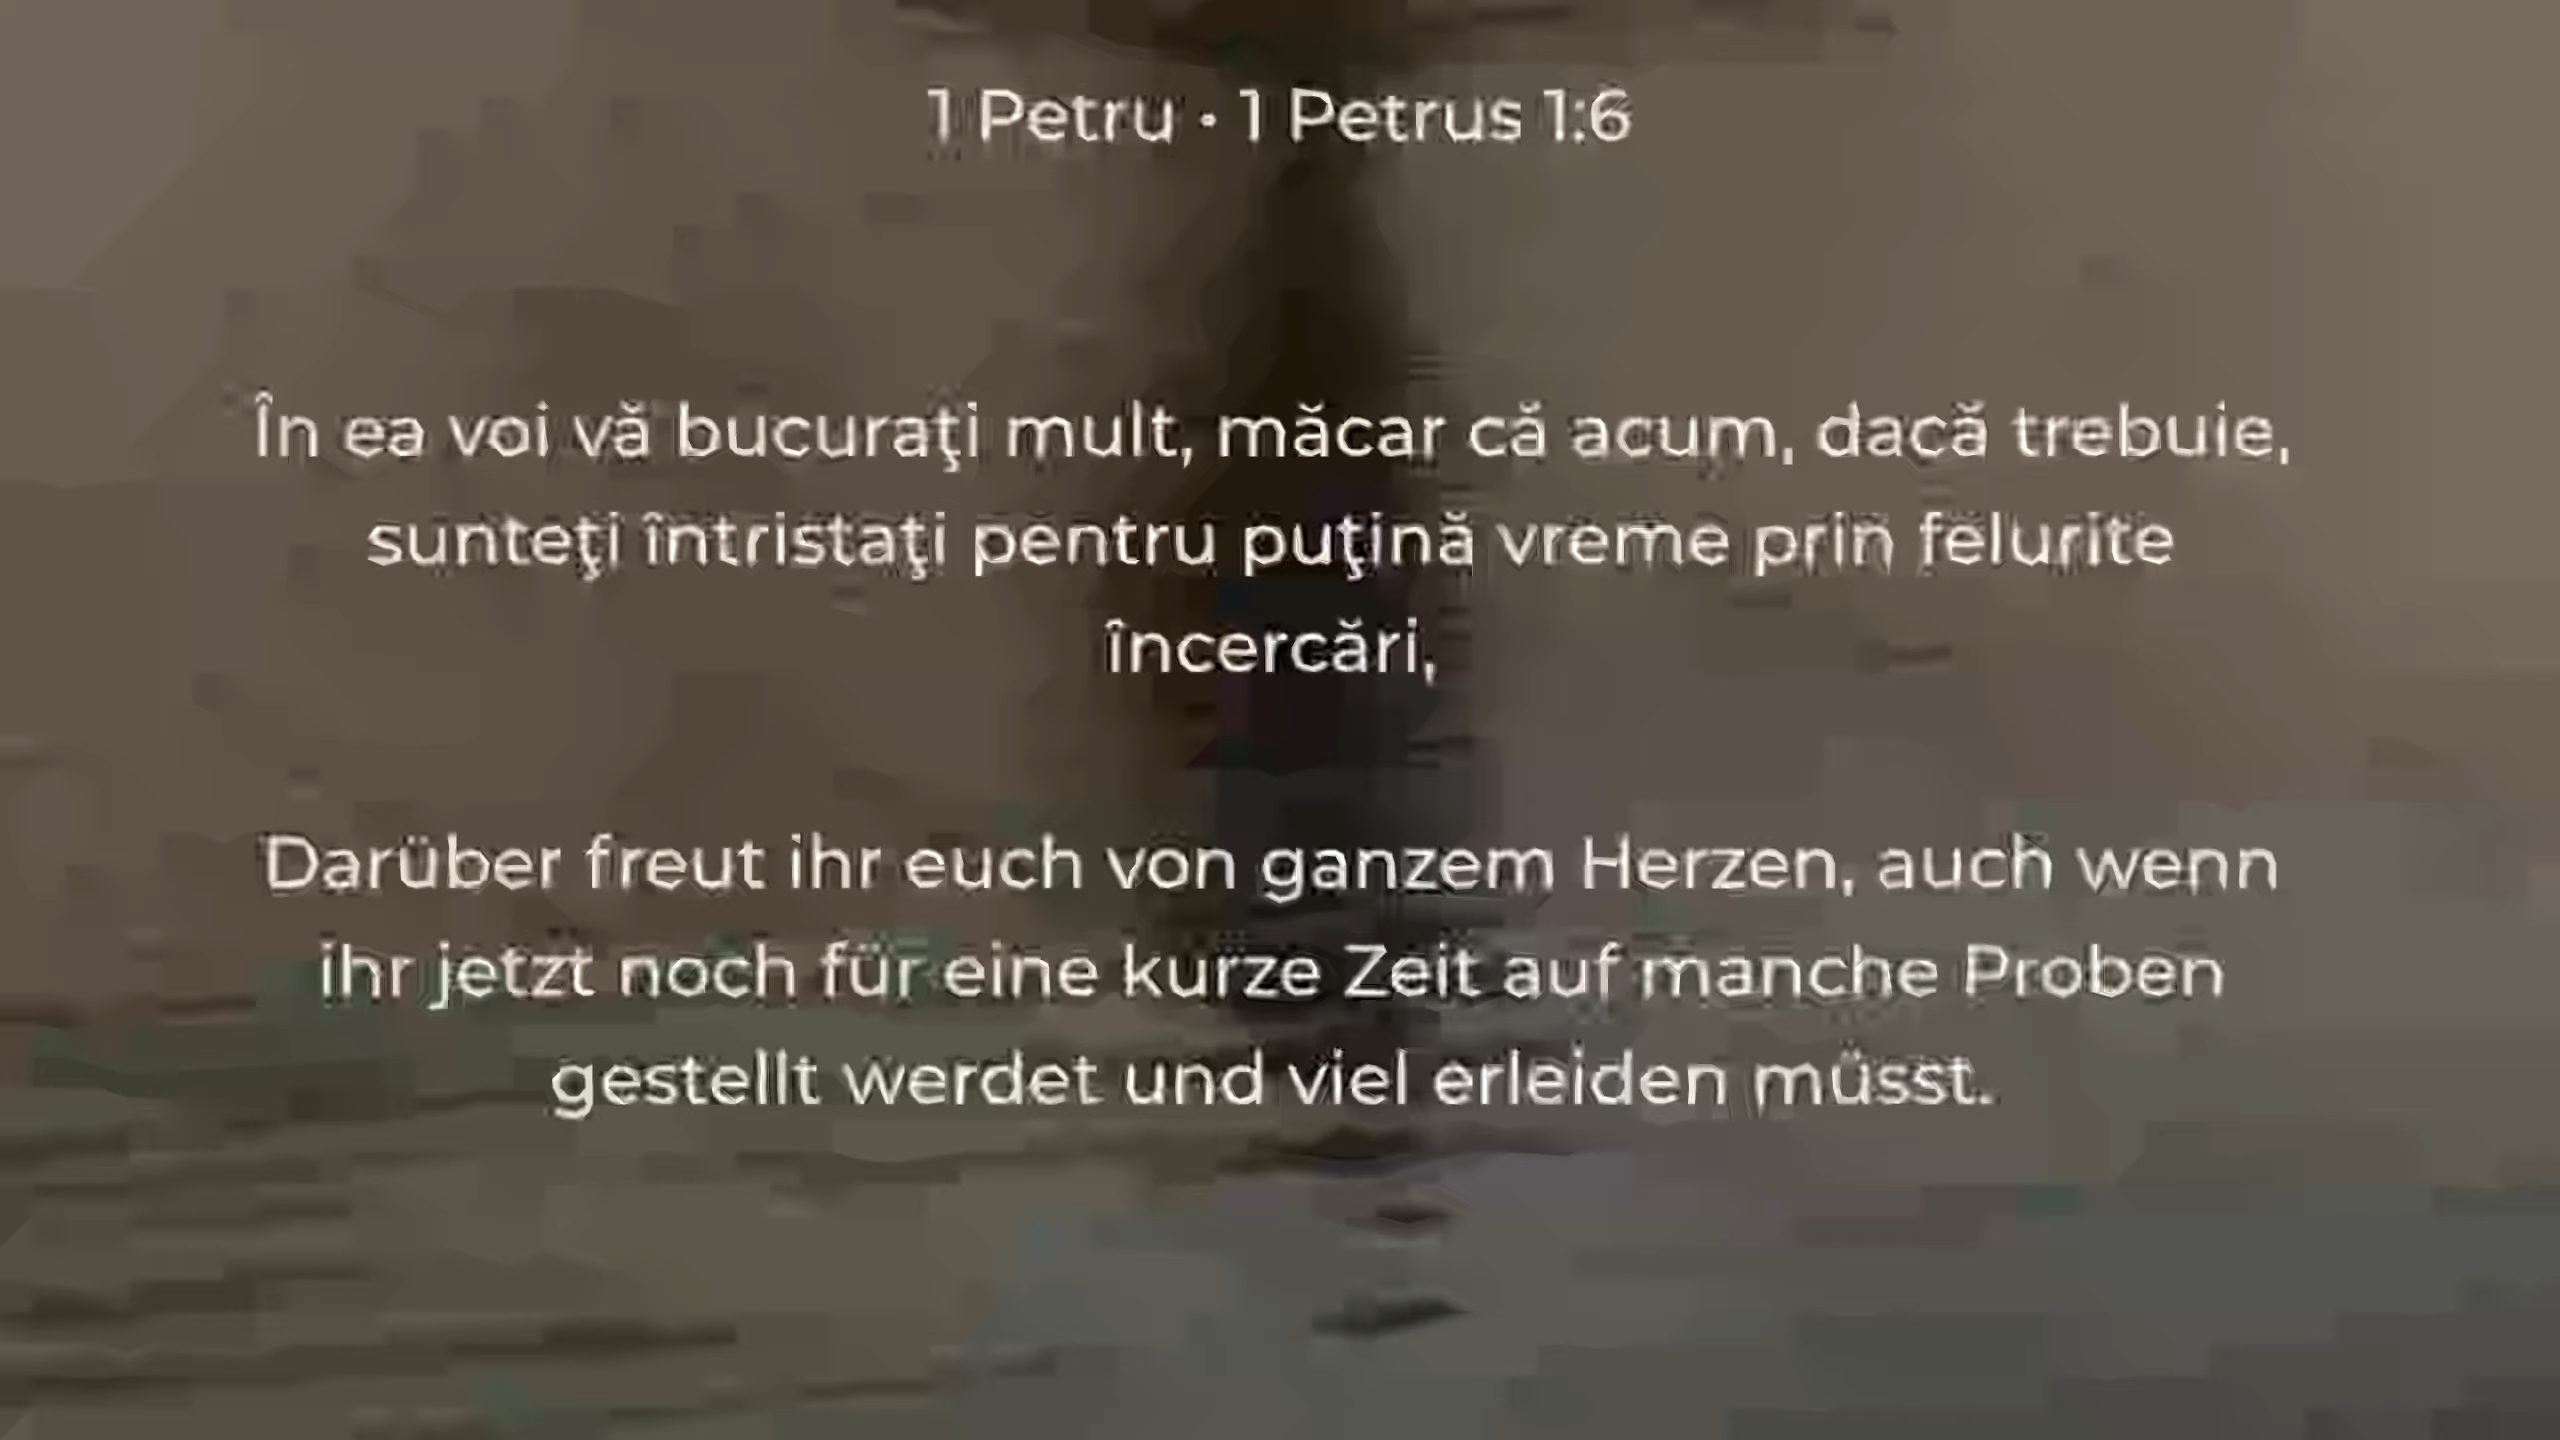 1 Petru • 1 Petrus 1:6
În ea voi vă bucuraţi mult, măcar că acum, dacă trebuie,
sunteţi întristaţi pentru puţină vreme prin felurite
încercări,
Darüber freut ihr euch von ganzem Herzen, auch wenn
ihr jetzt noch für eine kurze Zeit auf manche Proben
gestellt werdet und viel erleiden müsst.